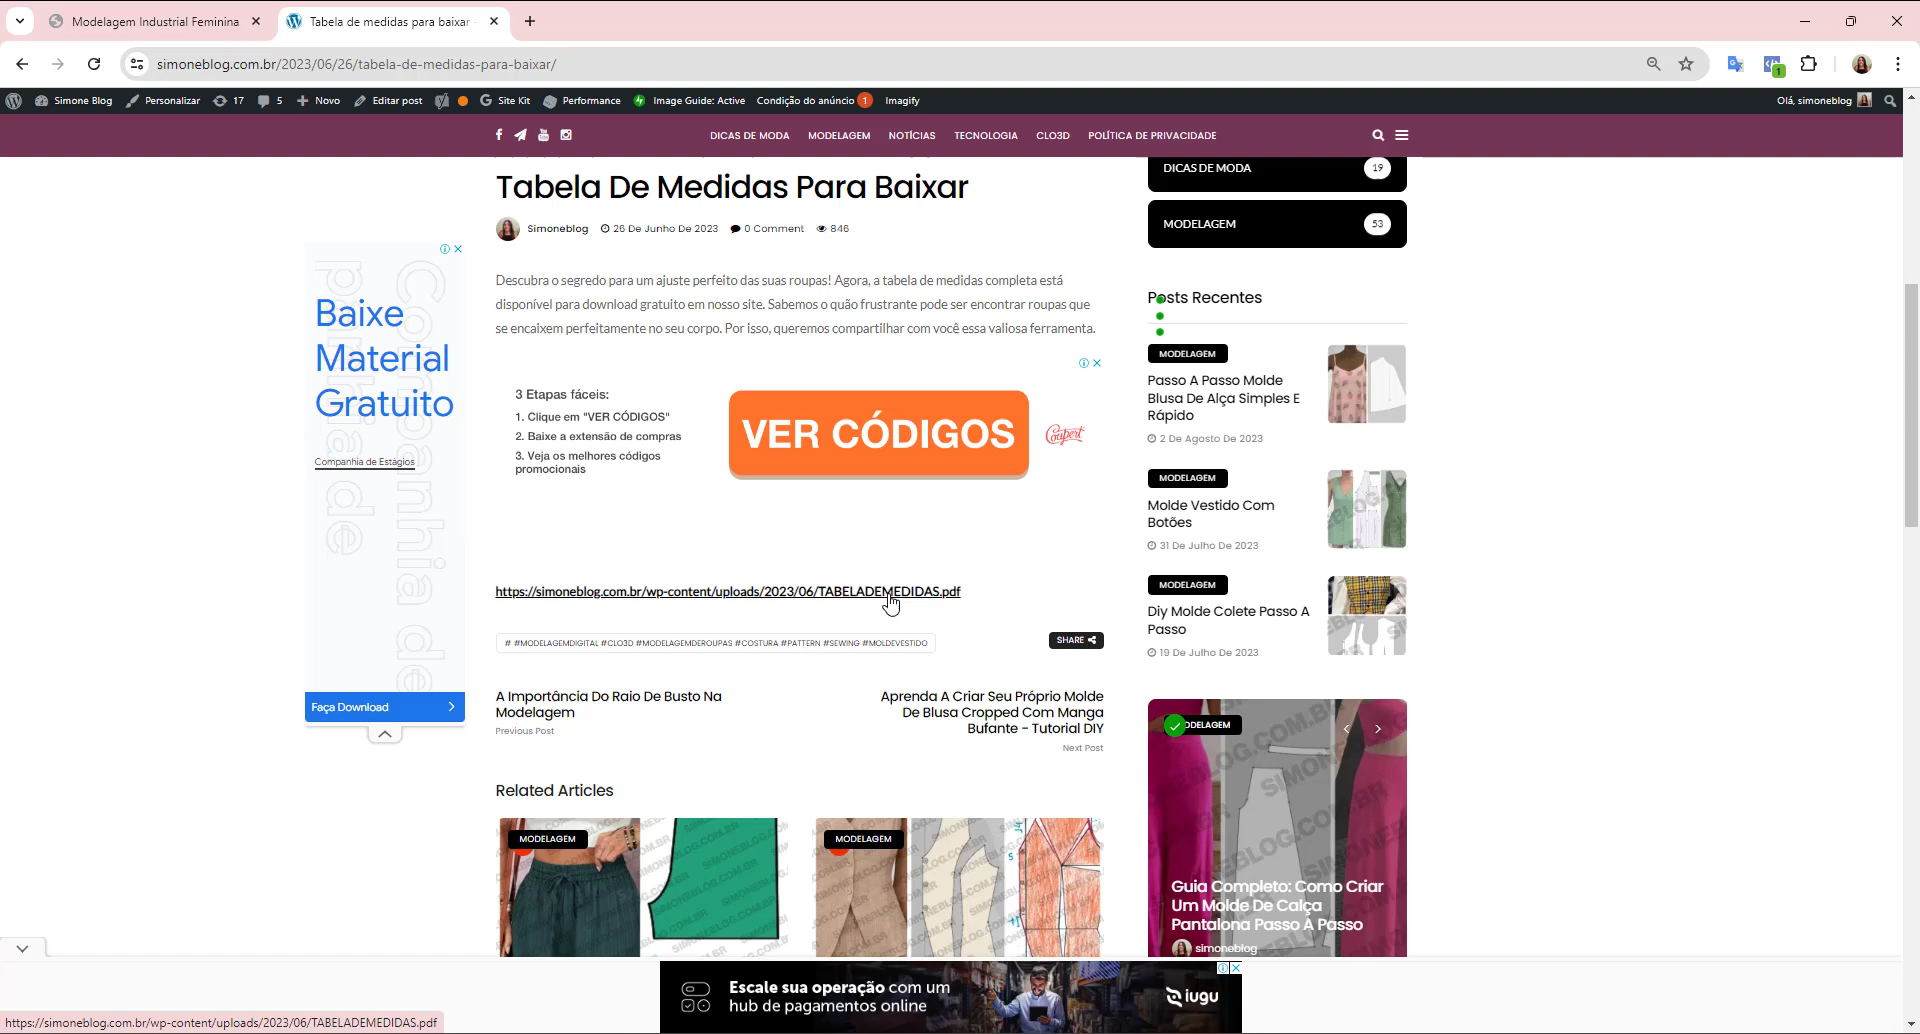 Modelagem Industrial Feminina
Tabela de medidas para baixar
simoneblog.com.br/2023/06/26/tabela-de-medidas-para-baixar/
1
Simone Blog
Personalizar
17
5
Novo
Editar post
Site Kit
Performance
Image Guide: Active
Condição do anúncio 1
Imagify
Olá, simoneblog
DICAS DE MODA
MODELAGEM
NOTÍCIAS
TECNOLOGIA
CLO3D
POLÍTICA DE PRIVACIDADE
Tabela De Medidas Para Baixar
Simoneblog
26 De Junho De 2023
0 Comment
846
Descubra o segredo para um ajuste perfeito das suas roupas! Agora, a tabela de medidas completa está
disponível para download gratuito em nosso site. Sabemos o quão frustrante pode ser encontrar roupas que
se encaixem perfeitamente no seu corpo. Por isso, queremos compartilhar com você essa valiosa ferramenta.
Baixe
Material
Gratuito
Companhia de Estágios
Companhia de
Faça Download
3 Etapas fáceis:
1. Clique em "VER CÓDIGOS"
2. Baixe a extensão de compras
3. Veja os melhores códigos
promocionais
VER CÓDIGOS
Coupert
https://simoneblog.com.br/wp-content/uploads/2023/06/TABELADEMEDIDAS.pdf
# #MODELAGEMDIGITAL #CLO3D #MODELAGEMDEROUPAS #COSTURA #PATTERN #SEWING #MOLDEVESTIDO
SHARE
A Importância Do Raio De Busto Na
Modelagem
Previous Post
Aprenda A Criar Seu Próprio Molde
De Blusa Cropped Com Manga
Bufante - Tutorial DIY
Next Post
Related Articles
MODELAGEM
MODELAGEM
SIMONEBLOG.COM.BR
DICAS DE MODA
19
MODELAGEM
53
Posts Recentes
MODELAGEM
Passo A Passo Molde
Blusa De Alça Simples E
Rápido
2 De Agosto De 2023
MODELAGEM
Molde Vestido Com
Botões
31 De Julho De 2023
MODELAGEM
Diy Molde Colete Passo A
Passo
19 De Julho De 2023
ODELAGEM
Guia Completo: Como Criar
Um Molde De Calça
Pantalona Passo A Passo
simoneblog
Escale sua operação com um
hub de pagamentos online
iugu
https://simoneblog.com.br/wp-content/uploads/2023/06/TABELADEMEDIDAS.pdf